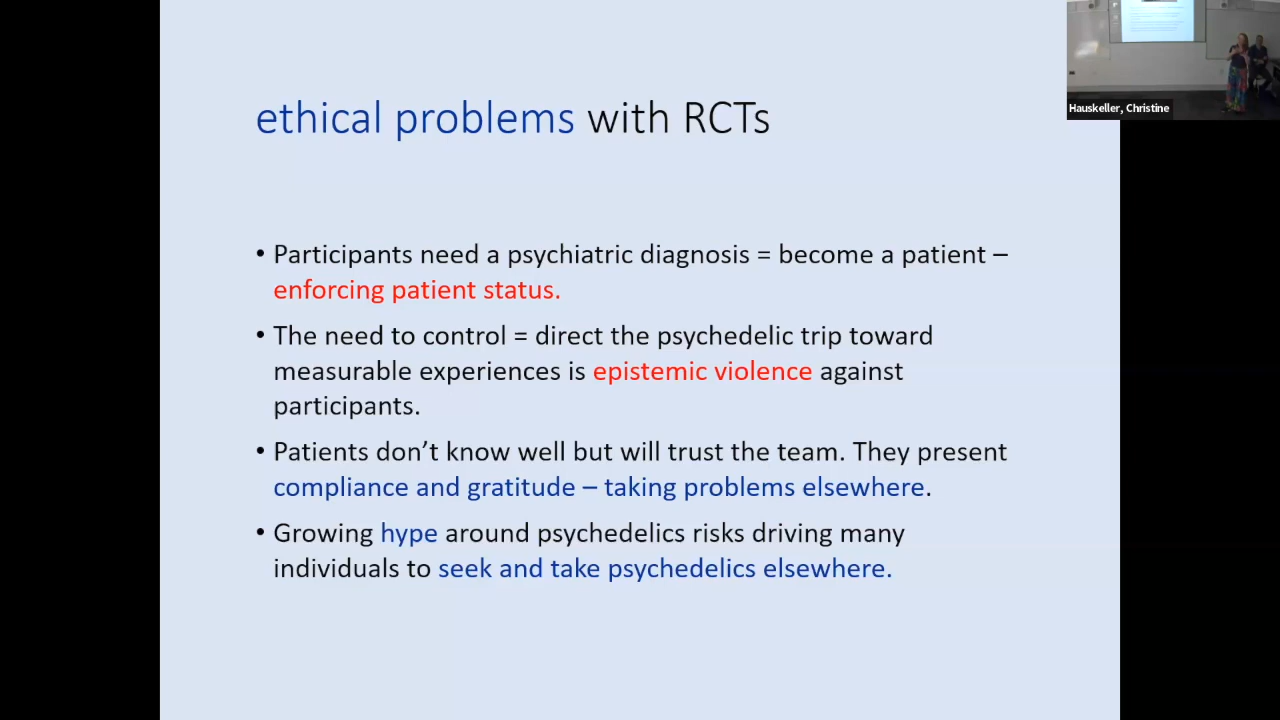 ethical problems with RCTs
• Participants need a psychiatric diagnosis = become a patient –
enforcing patient status.
• The need to control = direct the psychedelic trip toward
measurable experiences is epistemic violence against
participants.
• Patients don’t know well but will trust the team. They present
compliance and gratitude – taking problems elsewhere.
• Growing hype around psychedelics risks driving many
individuals to seek and take psychedelics elsewhere.
Hauskeller, Christine